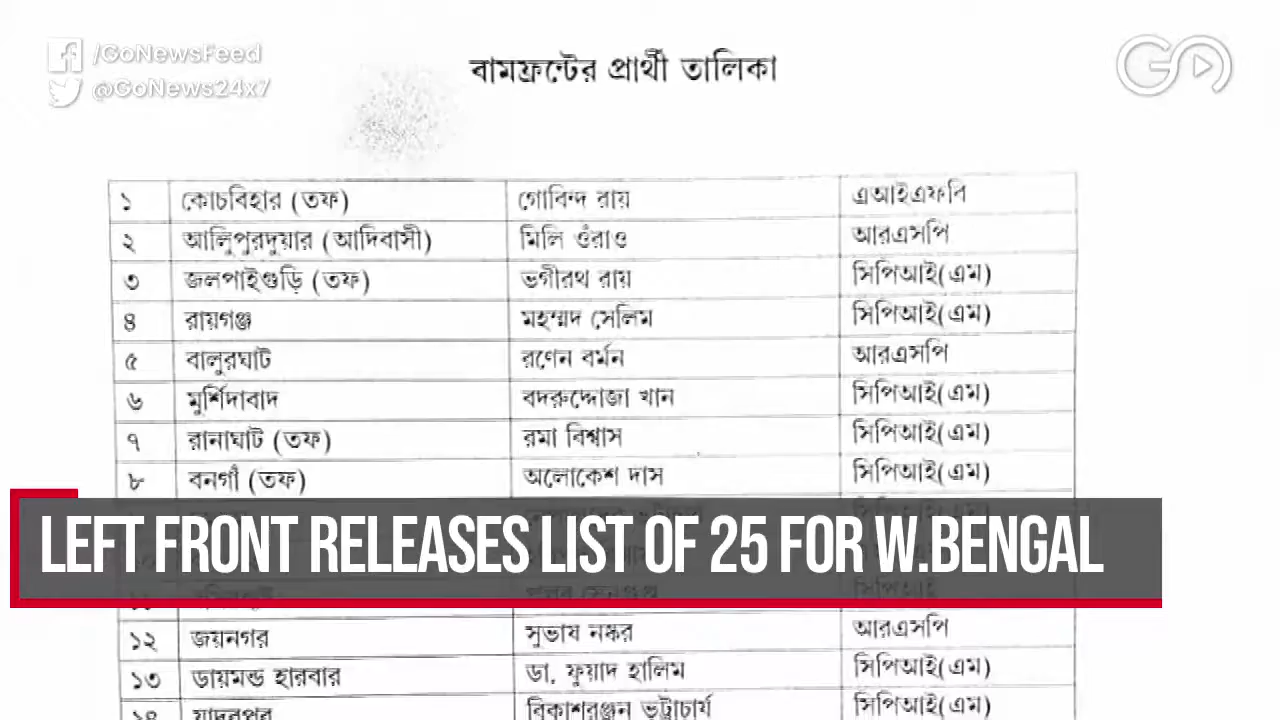 /GoNewsFeed
@GoNews24x7
বামফ্রন্টের প্রার্থী তালিকা
১ কোচবিহার (তফ) গোবিন্দ রায় এআইএফবি
২ আলিপুরদুয়ার (আদিবাসী) মিলি ওঁরাও আরএসপি
৩ জলপাইগুড়ি (তফ) ভগীরথ রায় সিপিআই(এম)
৪ রায়গঞ্জ মহম্মদ সেলিম সিপিআই(এম)
৫ বালুরঘাট রণেন বর্মন আরএসপি
৬ মুর্শিদাবাদ বদরুদ্দোজা খান সিপিআই(এম)
৭ রানাঘাট (তফ) রমা বিশ্বাস সিপিআই(এম)
৮ বনগাঁ (তফ) অলোকেশ দাস সিপিআই(এম)
LEFT FRONT RELEASES LIST OF 25 FOR W.BENGAL
১২ জয়নগর সুভাষ নস্কর আরএসপি
১৩ ডায়মন্ড হারবার ডা. ফুয়াদ হালিম সিপিআই(এম)
১৪ যাদবপুর বিকাশরঞ্জন ভট্টাচার্য সিপিআই(এম)